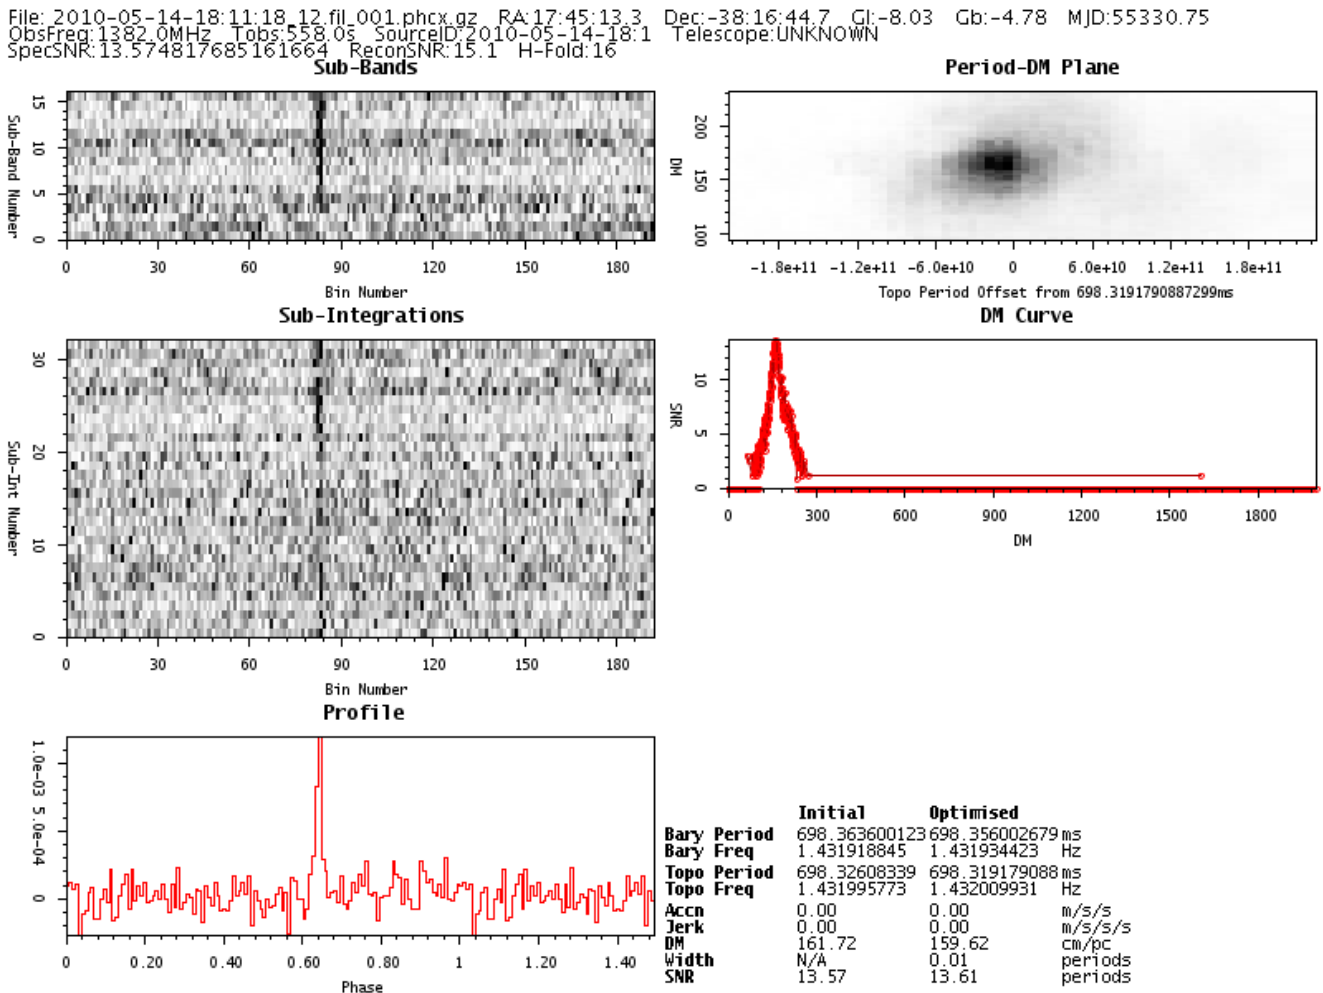 File: 2010-05-14-18:11:18_12.fil_001.phcx.gz RA:17:45:13.3 Dec:-38:16:44.7 Gl:-8.03 Gb:-4.78 MJD:55330.75
ObsFreq:1382.0MHz Tobs:558.0s SourceID:2010-05-14-18:1 Telescope:UNKNOWN
SpecSNR:13.5748176851616​64 ReconSNR:15.1 H-Fold:16
Sub-Bands
Sub-Band Number
15
10
5
0
0 30 60 90 120 150 180
Bin Number
Period-DM Plane
DM
200
150
100
-1.8e+11 -1.2e+11 -6.0e+10 0 6.0e+10 1.2e+11 1.8e+11
Topo Period Offset from 698.3191790887299ms
Sub-Integrations
Sub-Int Number
30
20
10
0
0 30 60 90 120 150 180
Bin Number
DM Curve
SNR
10
5
0
0 300 600 900 1200 1500 1800
DM
Profile
1.0e-03
5.0e-04
0
0 0.20 0.40 0.60 0.80 1 1.20 1.40
Phase
Initial Optimised
Bary Period 698.363600123 698.356002679 ms
Bary Freq 1.431918845 1.431934423 Hz
Topo Period 698.32608339 698.319179088 ms
Topo Freq 1.431995773 1.432009931 Hz
Accn 0.00 0.00 m/s/s
Jerk 0.00 0.00 m/s/s/s
DM 161.72 159.62 cm/pc
Width N/A 0.01 periods
SNR 13.57 13.61 periods